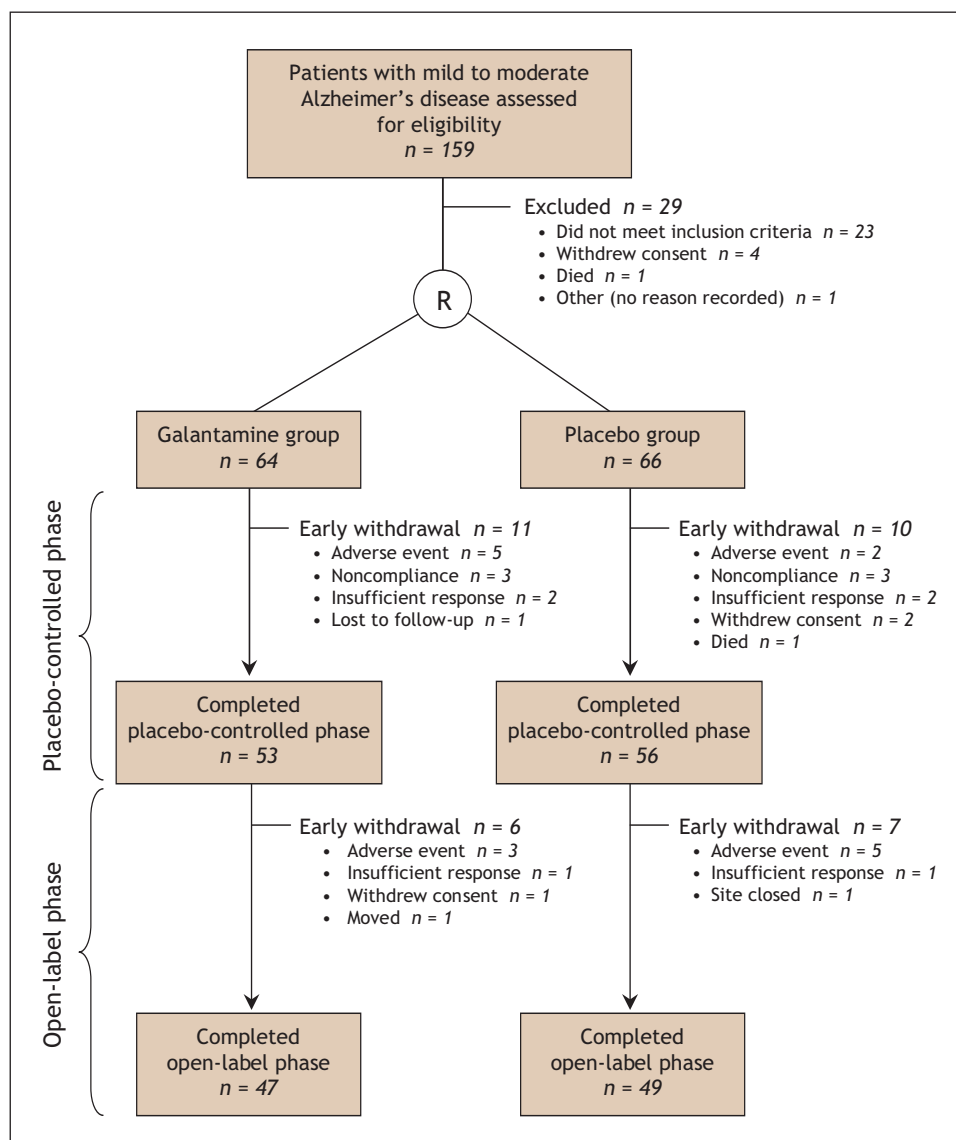 Patients with mild to moderate
Alzheimer’s disease assessed
for eligibility
n = 159
Excluded n = 29
• Did not meet inclusion criteria n = 23
• Withdrew consent n = 4
• Died n = 1
• Other (no reason recorded) n = 1
R
Galantamine group
n = 64
Placebo group
n = 66
Placebo-controlled phase
Early withdrawal n = 11
• Adverse event n = 5
• Noncompliance n = 3
• Insufficient response n = 2
• Lost to follow-up n = 1
Early withdrawal n = 10
• Adverse event n = 2
• Noncompliance n = 3
• Insufficient response n = 2
• Withdrew consent n = 2
• Died n = 1
Completed
placebo-controlled phase
n = 53
Completed
placebo-controlled phase
n = 56
Open-label phase
Early withdrawal n = 6
• Adverse event n = 3
• Insufficient response n = 1
• Withdrew consent n = 1
• Moved n = 1
Early withdrawal n = 7
• Adverse event n = 5
• Insufficient response n = 1
• Site closed n = 1
Completed
open-label phase
n = 47
Completed
open-label phase
n = 49